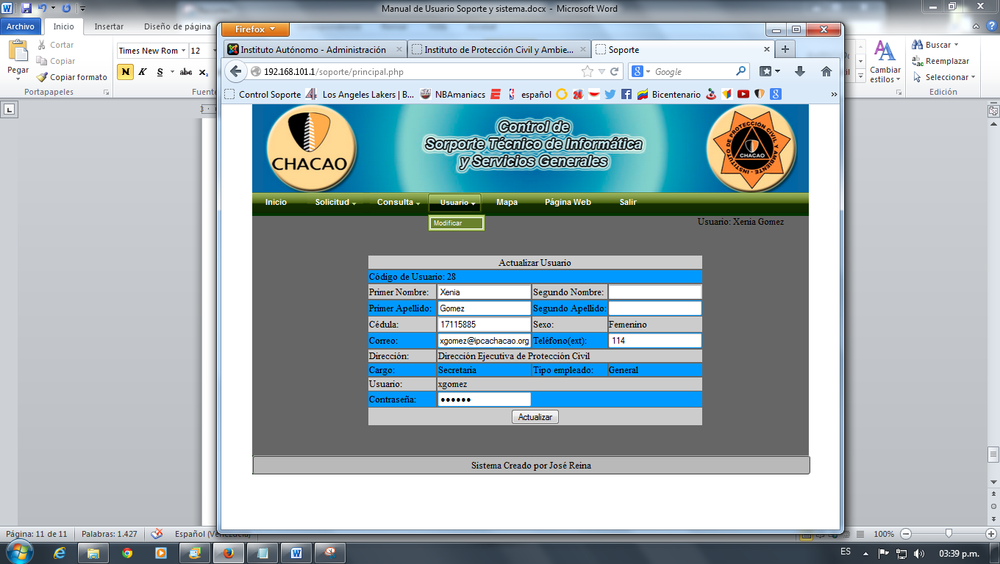 Manual de Usuario Soporte y sistema.docx - Microsoft Word
Archivo Inicio Insertar Diseño de página
Firefox
Cortar
Copiar
Pegar
Copiar formato
Portapapeles
Times New Rom 12
N K S abc x₂
Fuente
Cambiar estilos
Buscar
Reemplazar
Seleccionar
Edición
Instituto Autónomo - Administración
Instituto de Protección Civil y Ambie...
Soporte
192.168.101.1/soporte/principal.php
Google
Control Soporte Los Angeles Lakers | B... NBAmaniacs español Bicentenario »
CHACAO
Control de
Sorporte Técnico de Informática
y Servicios Generales
INSTITUTO DE PROTECCIÓN CIVIL Y AMBIENTE
CHACAO
Inicio Solicitud Consulta Usuario Mapa Página Web Salir
Modificar
Usuario: Xenia Gomez
Actualizar Usuario
Código de Usuario: 28
Primer Nombre: Xenia Segundo Nombre:
Primer Apellido: Gomez Segundo Apellido:
Cédula: 17115885 Sexo: Femenino
Correo: xgomez@ipcachacao.org Teléfono(ext): 114
Dirección: Dirección Ejecutiva de Protección Civil
Cargo: Secretaria Tipo empleado: General
Usuario: xgomez
Contraseña: ●●●●●●
Actualizar
Sistema Creado por José Reina
Página: 11 de 11 Palabras: 1.427 Español (Venezuela) 100%
ES 03:39 p.m.